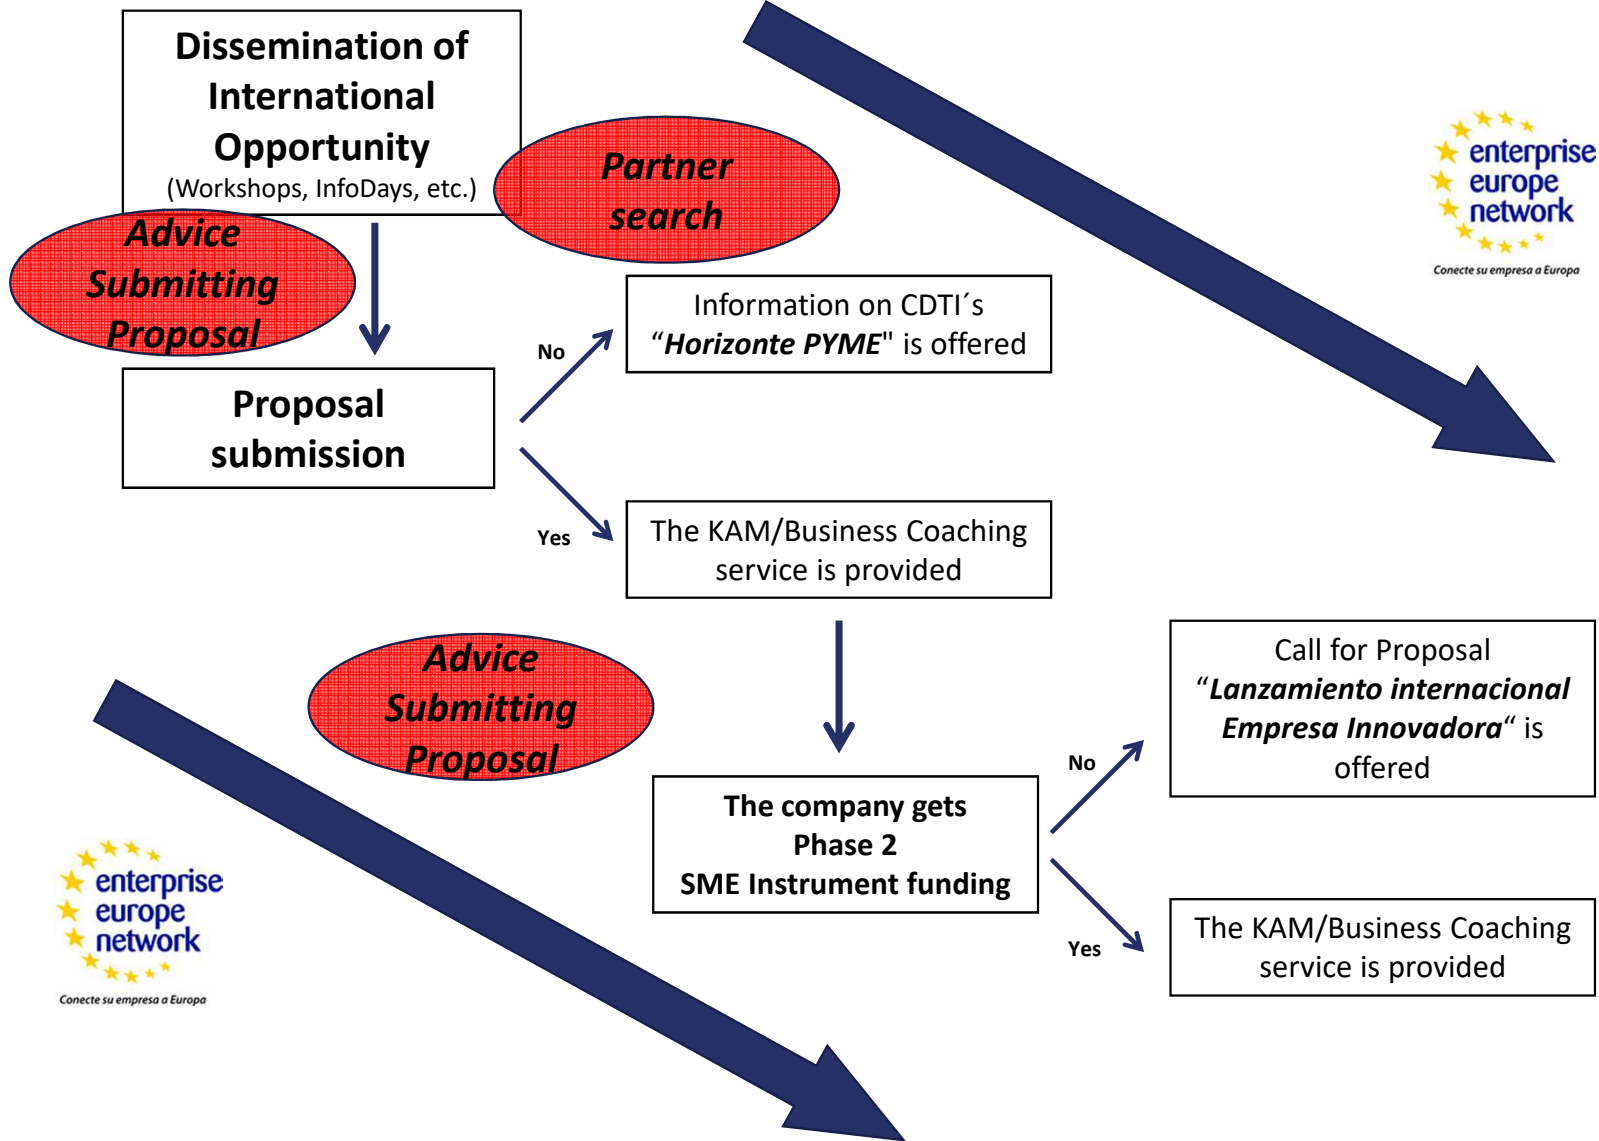 Dissemination of
International
Opportunity
(Workshops, InfoDays, etc.)
Partner
search
Advice
Submitting
Proposal
enterprise
europe
network
Conecte su empresa a Europa
Information on CDTI´s
“Horizonte PYME" is offered
No
Proposal
submission
Yes
The KAM/Business Coaching
service is provided
Advice
Submitting
Proposal
Call for Proposal
“Lanzamiento internacional
Empresa Innovadora“ is
offered
No
The company gets
Phase 2
SME Instrument funding
Yes
The KAM/Business Coaching
service is provided
enterprise
europe
network
Conecte su empresa a Europa